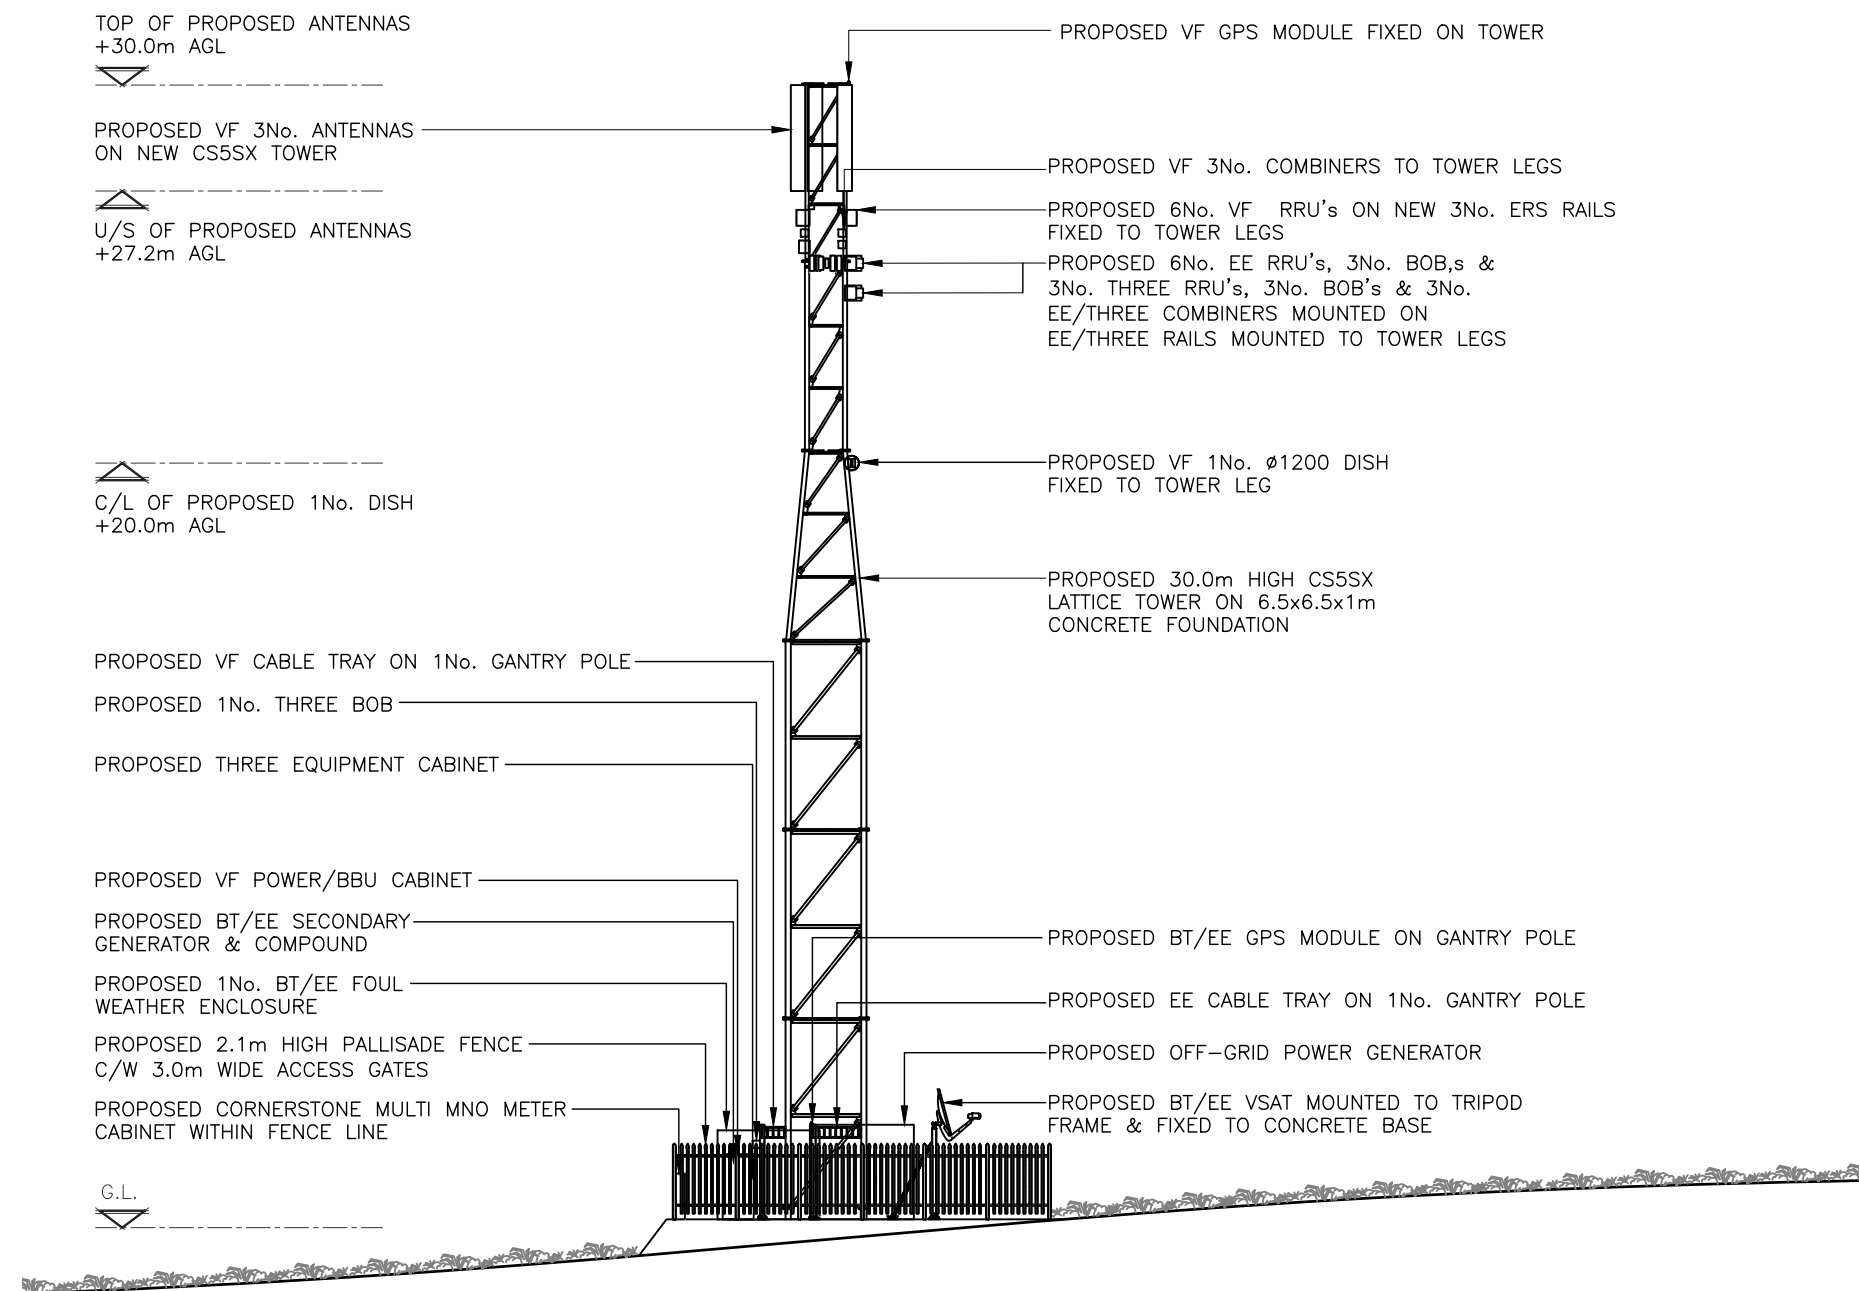 TOP OF PROPOSED ANTENNAS
+30.0m AGL
PROPOSED VF 3No. ANTENNAS
ON NEW CS5SX TOWER
U/S OF PROPOSED ANTENNAS
+27.2m AGL
C/L OF PROPOSED 1No. DISH
+20.0m AGL
PROPOSED VF CABLE TRAY ON 1No. GANTRY POLE
PROPOSED 1No. THREE BOB
PROPOSED THREE EQUIPMENT CABINET
PROPOSED VF POWER/BBU CABINET
PROPOSED BT/EE SECONDARY
GENERATOR & COMPOUND
PROPOSED 1No. BT/EE FOUL
WEATHER ENCLOSURE
PROPOSED 2.1m HIGH PALLISADE FENCE
C/W 3.0m WIDE ACCESS GATES
PROPOSED CORNERSTONE MULTI MNO METER
CABINET WITHIN FENCE LINE
G.L.
PROPOSED VF GPS MODULE FIXED ON TOWER
PROPOSED VF 3No. COMBINERS TO TOWER LEGS
PROPOSED 6No. VF RRU's ON NEW 3No. ERS RAILS
FIXED TO TOWER LEGS
PROPOSED 6No. EE RRU's, 3No. BOB,s &
3No. THREE RRU's, 3No. BOB's & 3No.
EE/THREE COMBINERS MOUNTED ON
EE/THREE RAILS MOUNTED TO TOWER LEGS
PROPOSED VF 1No. ø1200 DISH
FIXED TO TOWER LEG
PROPOSED 30.0m HIGH CS5SX
LATTICE TOWER ON 6.5x6.5x1m
CONCRETE FOUNDATION
PROPOSED BT/EE GPS MODULE ON GANTRY POLE
PROPOSED EE CABLE TRAY ON 1No. GANTRY POLE
PROPOSED OFF-GRID POWER GENERATOR
PROPOSED BT/EE VSAT MOUNTED TO TRIPOD
FRAME & FIXED TO CONCRETE BASE